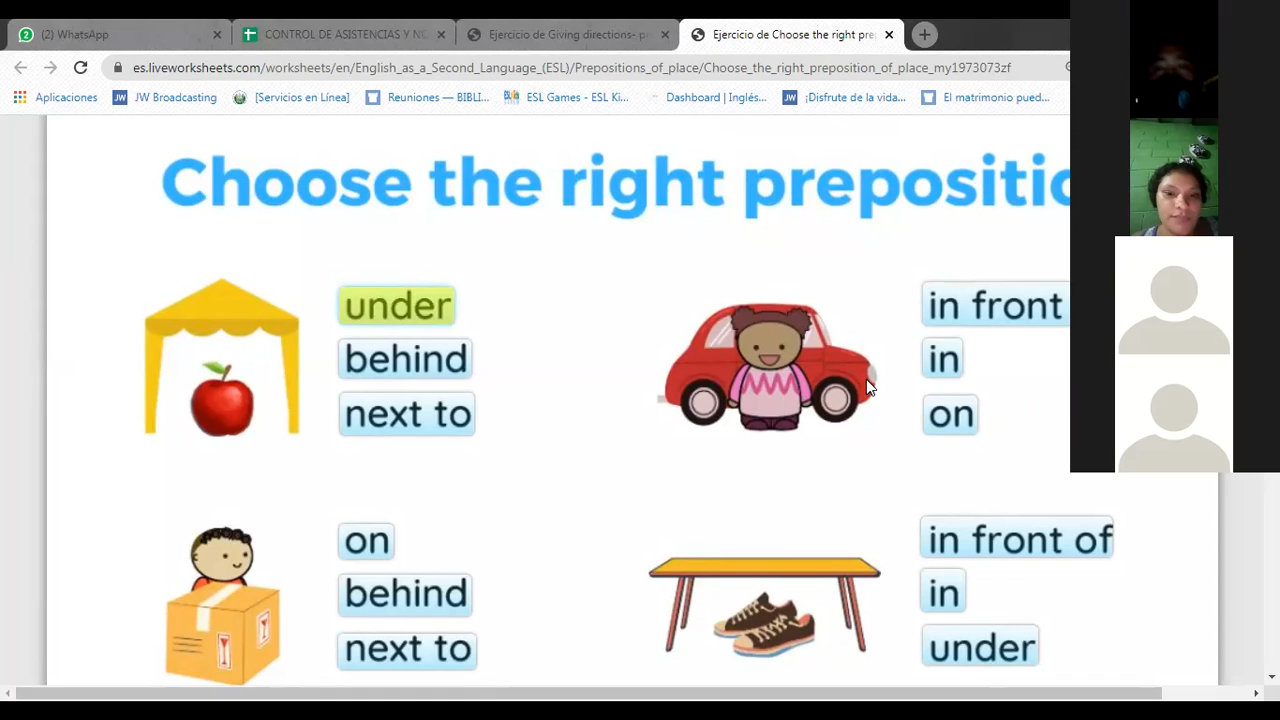 2
(2) WhatsApp
CONTROL DE ASISTENCIAS Y N
Ejercicio de Giving directions- p
Ejercicio de Choose the right pre
es.liveworksheets.com/worksheets/en/English_as_a_Second_Language_(ESL)/Prepositions_of_place/Choose_the_right_preposition_of_place_my1973073zf
Aplicaciones
JW JW Broadcasting
[Servicios en Línea]
Reuniones — BIBLI...
ESL Games - ESL Ki...
Dashboard | Inglés...
JW ¡Disfrute de la vida...
El matrimonio pued...
Choose the right prepositio
under
behind
next to
in front
in
on
on
behind
next to
in front of
in
under